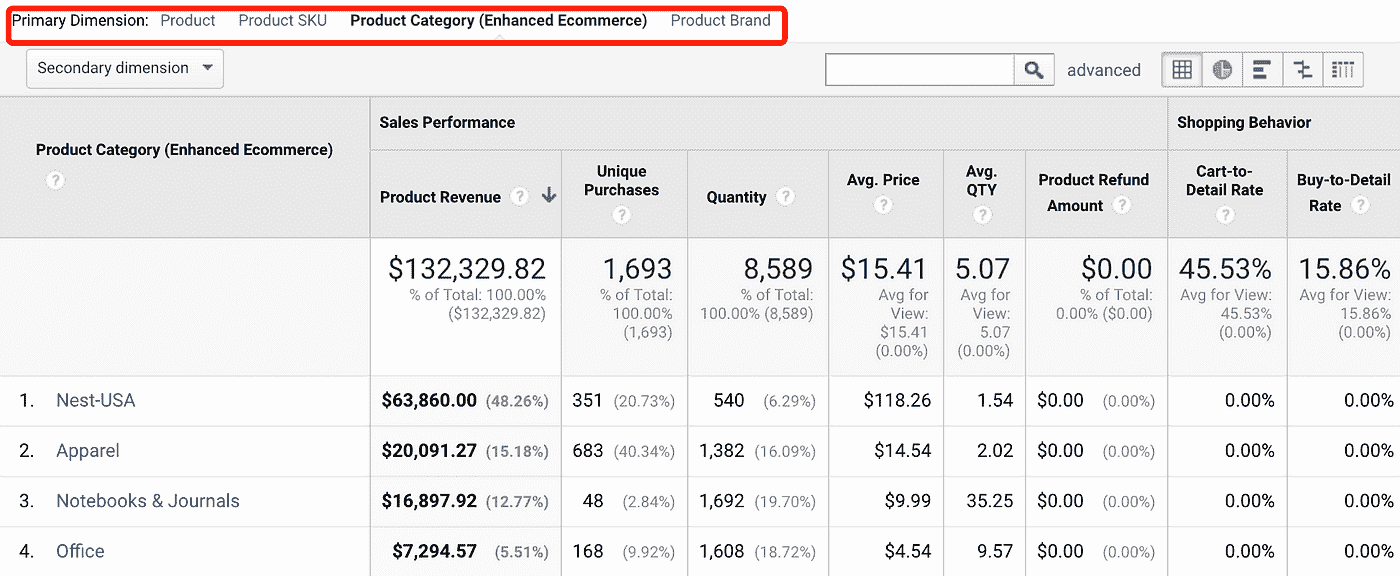 Primary Dimension: Product Product SKU Product Category (Enhanced Ecommerce) Product Brand
Secondary dimension advanced
Sales Performance Shopping Behavior
Product Category (Enhanced Ecommerce) ?
Product Revenue ?
Unique
Purchases
?
Quantity ?
Avg. Price
?
Avg.
QTY
?
Product Refund
Amount ?
Cart-to-
Detail Rate
?
Buy-to-Detail
Rate ?
$132,329.82
% of Total: 100.00%
($132,329.82)
1,693
% of Total:
100.00%
(1,693)
8,589
% of Total:
100.00% (8,589)
$15.41
Avg for
View:
$15.41
(0.00%)
5.07
Avg for
View:
5.07
(0.00%)
$0.00
% of Total:
0.00% ($0.00)
45.53%
Avg for View:
45.53%
(0.00%)
15.86%
Avg for View:
15.86%
(0.00%)
1. Nest-USA $63,860.00 (48.26%) 351 (20.73%) 540 (6.29%) $118.26 1.54 $0.00 (0.00%) 0.00% 0.00%
2. Apparel $20,091.27 (15.18%) 683 (40.34%) 1,382 (16.09%) $14.54 2.02 $0.00 (0.00%) 0.00% 0.00%
3. Notebooks & Journals $16,897.92 (12.77%) 48 (2.84%) 1,692 (19.70%) $9.99 35.25 $0.00 (0.00%) 0.00% 0.00%
4. Office $7,294.57 (5.51%) 168 (9.92%) 1,608 (18.72%) $4.54 9.57 $0.00 (0.00%) 0.00% 0.00%